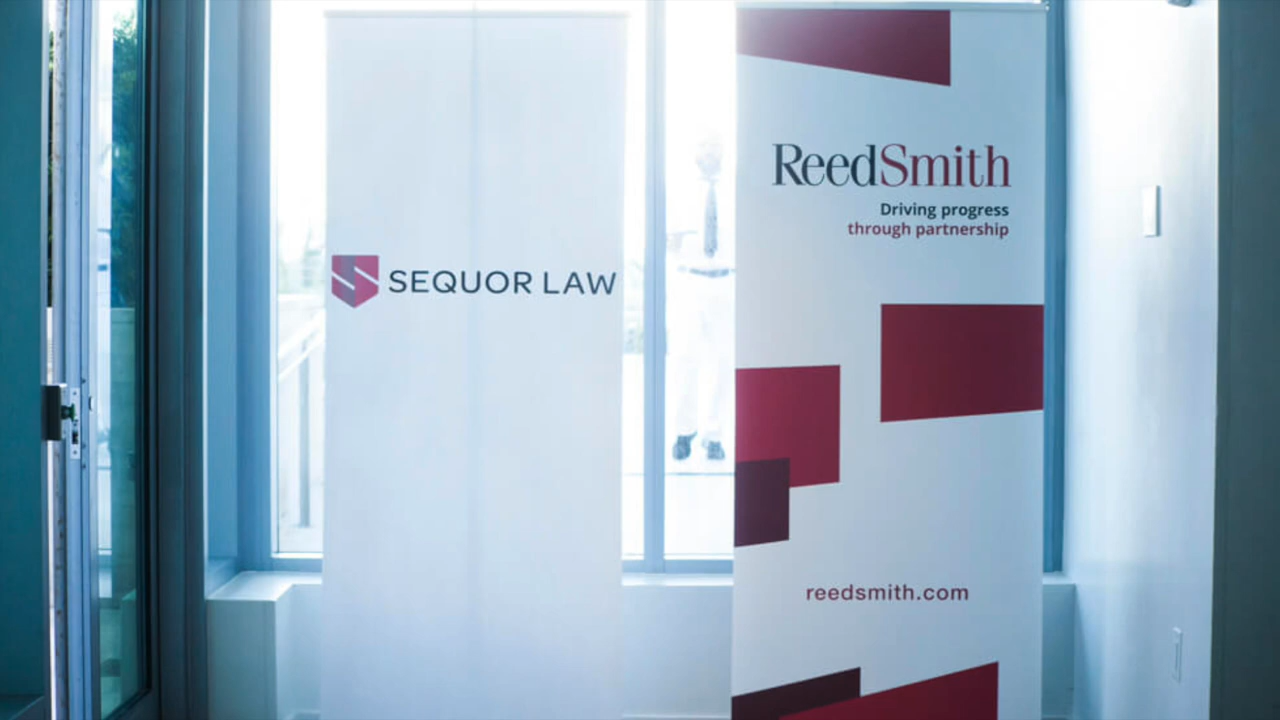 SEQUOR LAW
ReedSmith
Driving progress
through partnership
reedsmith.com